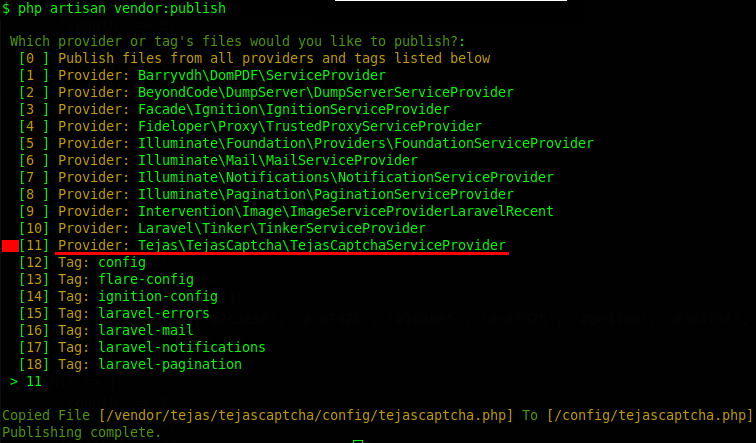 $ php artisan vendor:publish
Which provider or tag's files would you like to publish?:
[0 ] Publish files from all providers and tags listed below
[1 ] Provider: Barryvdh\DomPDF\ServiceProvider
[2 ] Provider: BeyondCode\DumpServer\DumpServerServiceProvider
[3 ] Provider: Facade\Ignition\IgnitionServiceProvider
[4 ] Provider: Fideloper\Proxy\TrustedProxyServiceProvider
[5 ] Provider: Illuminate\Foundation\Providers\FoundationServiceProvider
[6 ] Provider: Illuminate\Mail\MailServiceProvider
[7 ] Provider: Illuminate\Notifications\NotificationServiceProvider
[8 ] Provider: Illuminate\Pagination\PaginationServiceProvider
[9 ] Provider: Intervention\Image\ImageServiceProviderLaravelRecent
[10] Provider: Laravel\Tinker\TinkerServiceProvider
[11] Provider: Tejas\TejasCaptcha\TejasCaptchaServiceProvider
[12] Tag: config
[13] Tag: flare-config
[14] Tag: ignition-config
[15] Tag: laravel-errors
[16] Tag: laravel-mail
[17] Tag: laravel-notifications
[18] Tag: laravel-pagination
> 11
Copied File [/vendor/tejas/tejascaptcha/config/tejascaptcha.php] To [/config/tejascaptcha.php]
Publishing complete.